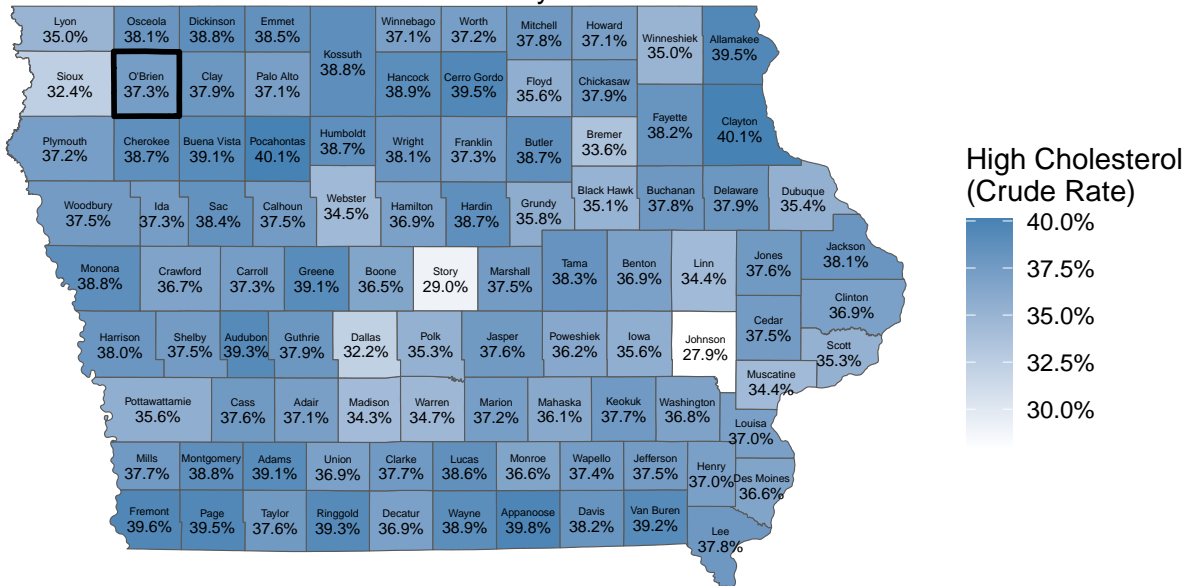 y
Lyon
35.0%
Osceola
38.1%
Dickinson
38.8%
Emmet
38.5%
Kossuth
38.8%
Winnebago
37.1%
Worth
37.2%
Mitchell
37.8%
Howard
37.1%
Winneshiek
35.0%
Allamakee
39.5%
Sioux
32.4%
O'Brien
37.3%
Clay
37.9%
Palo Alto
37.1%
Hancock
38.9%
Cerro Gordo
39.5%
Floyd
35.6%
Chickasaw
37.9%
Fayette
38.2%
Clayton
40.1%
Plymouth
37.2%
Cherokee
38.7%
Buena Vista
39.1%
Pocahontas
40.1%
Humboldt
38.7%
Wright
38.1%
Franklin
37.3%
Butler
38.7%
Bremer
33.6%
Woodbury
37.5%
Ida
37.3%
Sac
38.4%
Calhoun
37.5%
Webster
34.5%
Hamilton
36.9%
Hardin
38.7%
Grundy
35.8%
Black Hawk
35.1%
Buchanan
37.8%
Delaware
37.9%
Dubuque
35.4%
Monona
38.8%
Crawford
36.7%
Carroll
37.3%
Greene
39.1%
Boone
36.5%
Story
29.0%
Marshall
37.5%
Tama
38.3%
Benton
36.9%
Linn
34.4%
Jones
37.6%
Jackson
38.1%
Clinton
36.9%
Harrison
38.0%
Shelby
37.5%
Audubon
39.3%
Guthrie
37.9%
Dallas
32.2%
Polk
35.3%
Jasper
37.6%
Poweshiek
36.2%
Iowa
35.6%
Johnson
27.9%
Cedar
37.5%
Scott
35.3%
Muscatine
34.4%
Pottawattamie
35.6%
Cass
37.6%
Adair
37.1%
Madison
34.3%
Warren
34.7%
Marion
37.2%
Mahaska
36.1%
Keokuk
37.7%
Washington
36.8%
Louisa
37.0%
Mills
37.7%
Montgomery
38.8%
Adams
39.1%
Union
36.9%
Clarke
37.7%
Lucas
38.6%
Monroe
36.6%
Wapello
37.4%
Jefferson
37.5%
Henry
37.0%
Des Moines
36.6%
Fremont
39.6%
Page
39.5%
Taylor
37.6%
Ringgold
39.3%
Decatur
36.9%
Wayne
38.9%
Appanoose
39.8%
Davis
38.2%
Van Buren
39.2%
Lee
37.8%
High Cholesterol
(Crude Rate)
40.0%
37.5%
35.0%
32.5%
30.0%